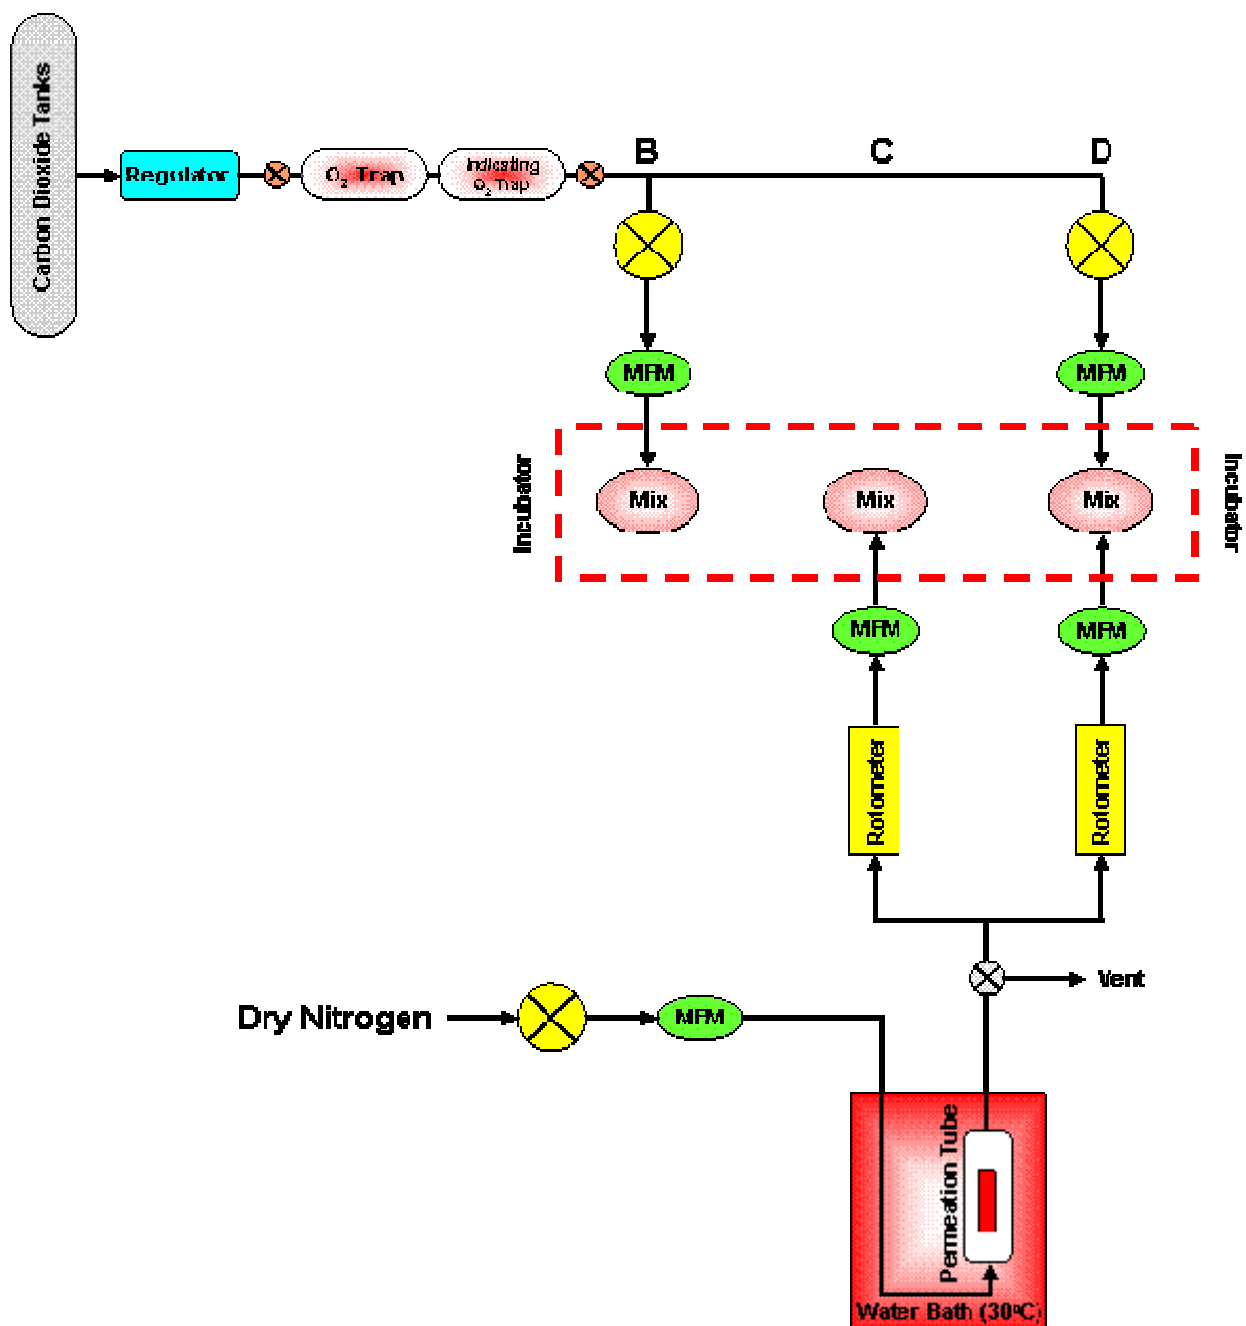 Carbon Dioxide Tanks
Regulator
O2 Trap
Indicating
O2 Trap
B
C
D
MFM
MFM
Incubator
Mix
Mix
Mix
Incubator
MFM
MFM
Rotometer
Rotometer
Vent
Dry Nitrogen
MFM
Permeation Tube
Water Bath (30ºC)